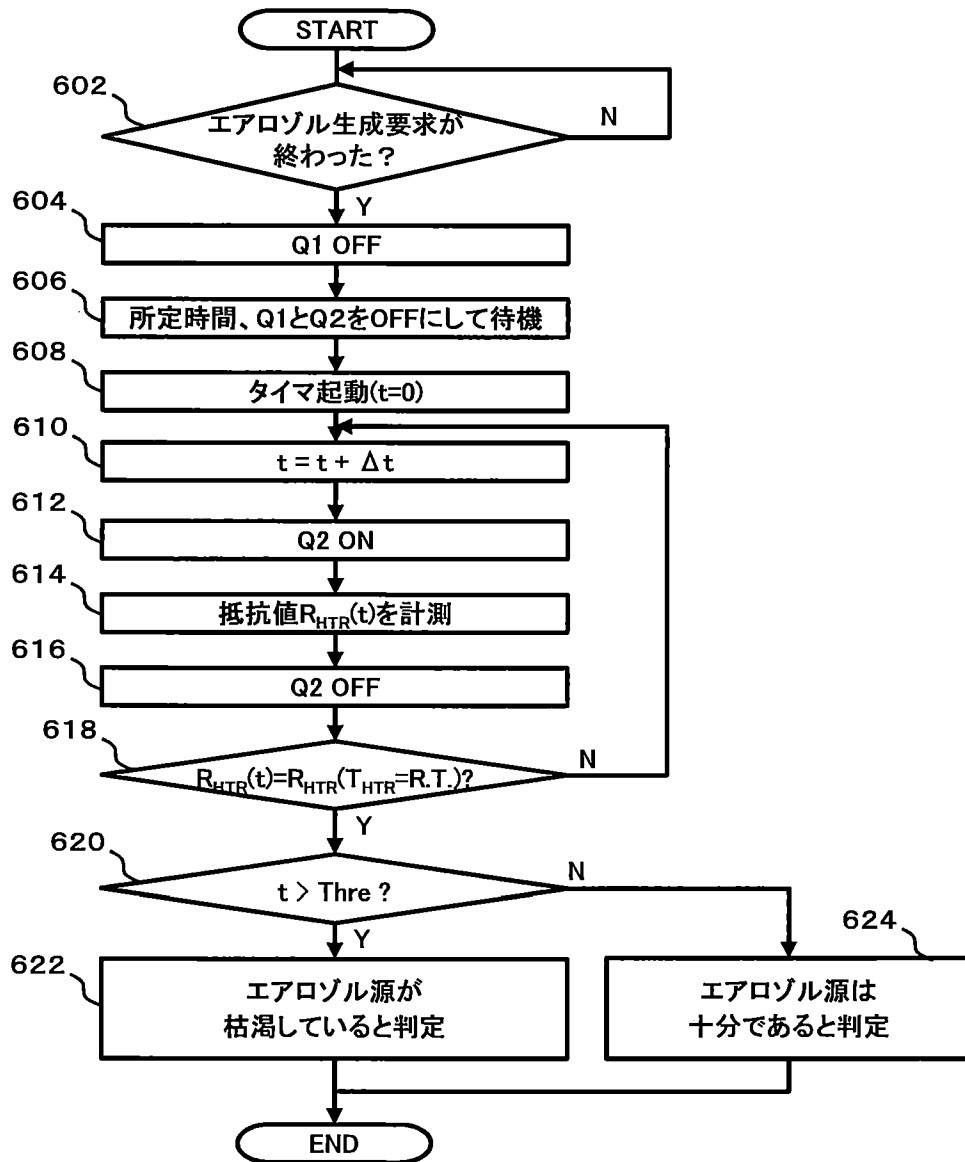 START
602
エアロゾル生成要求が
終わった？
N
Y
604
Q1 OFF
606
所定時間、Q1とQ2をOFFにして待機
608
タイマ起動(t=0)
610
t = t + Δt
612
Q2 ON
614
抵抗値RHTR(t)を計測
616
Q2 OFF
618
RHTR(t)=RHTR(THTR=R.T.)?
N
Y
620
t > Thre ?
N
Y
622
エアロゾル源が
枯渇していると判定
624
エアロゾル源は
十分であると判定
END